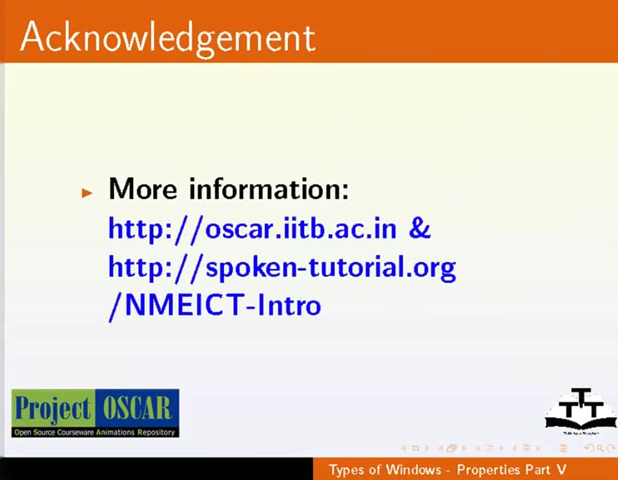 Acknowledgement
More information:
http://oscar.iitb.ac.in &
http://spoken-tutorial.org
/NMEICT-Intro
Project OSCAR
Open Source Courseware Animations Repository
TTT
Types of Windows - Properties Part V